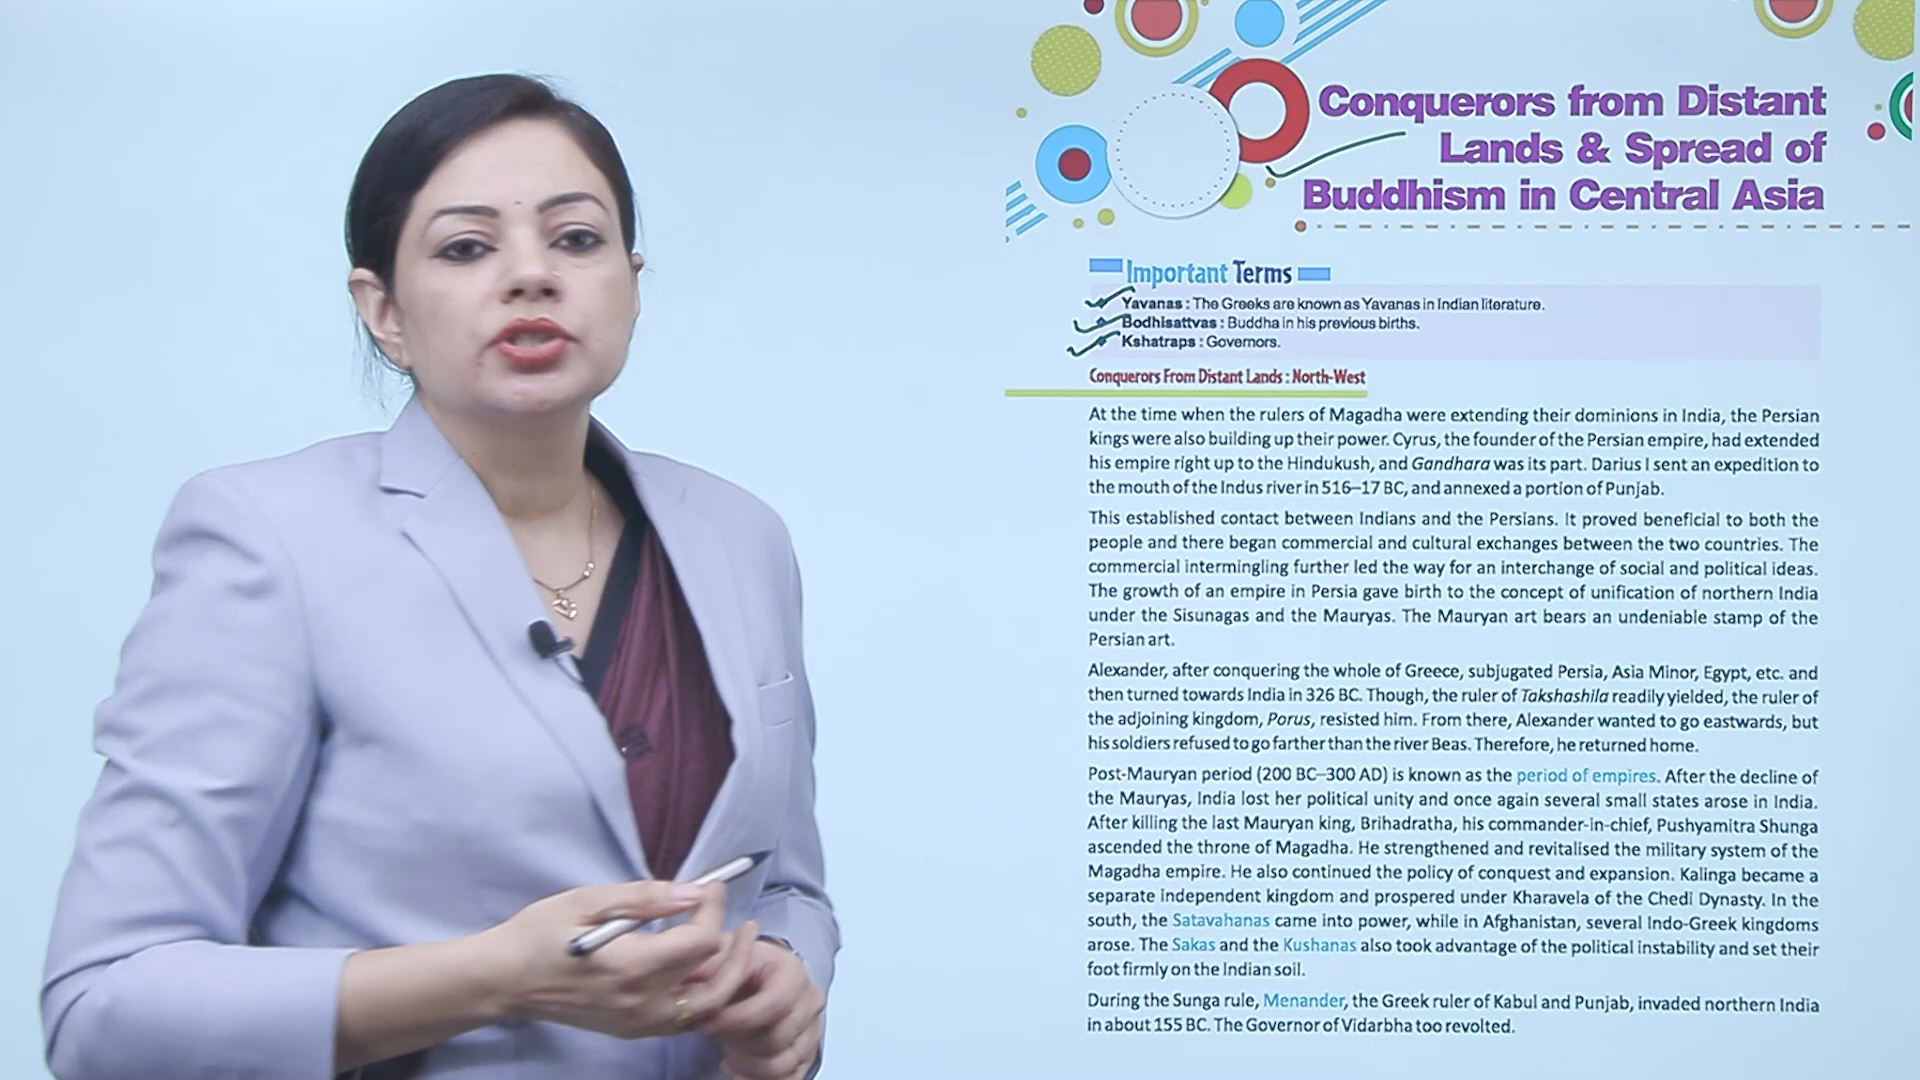 Conquerors from Distant
Lands & Spread of
Buddhism in Central Asia
Important Terms
Yavanas : The Greeks are known as Yavanas in Indian literature.
Bodhisattvas : Buddha in his previous births.
Kshatraps : Governors.
Conquerors From Distant Lands : North-West
At the time when the rulers of Magadha were extending their dominions in India, the Persian
kings were also building up their power. Cyrus, the founder of the Persian empire, had extended
his empire right up to the Hindukush, and Gandhara was its part. Darius I sent an expedition to
the mouth of the Indus river in 516–17 BC, and annexed a portion of Punjab.
This established contact between Indians and the Persians. It proved beneficial to both the
people and there began commercial and cultural exchanges between the two countries. The
commercial intermingling further led the way for an interchange of social and political ideas.
The growth of an empire in Persia gave birth to the concept of unification of northern India
under the Sisunagas and the Mauryas. The Mauryan art bears an undeniable stamp of the
Persian art.
Alexander, after conquering the whole of Greece, subjugated Persia, Asia Minor, Egypt, etc. and
then turned towards India in 326 BC. Though, the ruler of Takshashila readily yielded, the ruler of
the adjoining kingdom, Porus, resisted him. From there, Alexander wanted to go eastwards, but
his soldiers refused to go farther than the river Beas. Therefore, he returned home.
Post-Mauryan period (200 BC–300 AD) is known as the period of empires. After the decline of
the Mauryas, India lost her political unity and once again several small states arose in India.
After killing the last Mauryan king, Brihadratha, his commander-in-chief, Pushyamitra Shunga
ascended the throne of Magadha. He strengthened and revitalised the military system of the
Magadha empire. He also continued the policy of conquest and expansion. Kalinga became a
separate independent kingdom and prospered under Kharavela of the Chedi Dynasty. In the
south, the Satavahanas came into power, while in Afghanistan, several Indo-Greek kingdoms
arose. The Sakas and the Kushanas also took advantage of the political instability and set their
foot firmly on the Indian soil.
During the Sunga rule, Menander, the Greek ruler of Kabul and Punjab, invaded northern India
in about 155 BC. The Governor of Vidarbha too revolted.